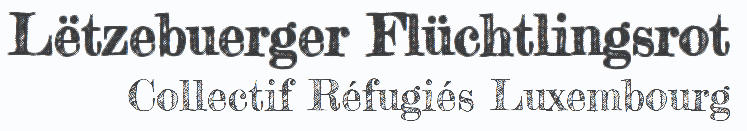 Lëtzebuerger Flüchtlingsrot
Collectif Réfugiés Luxembourg